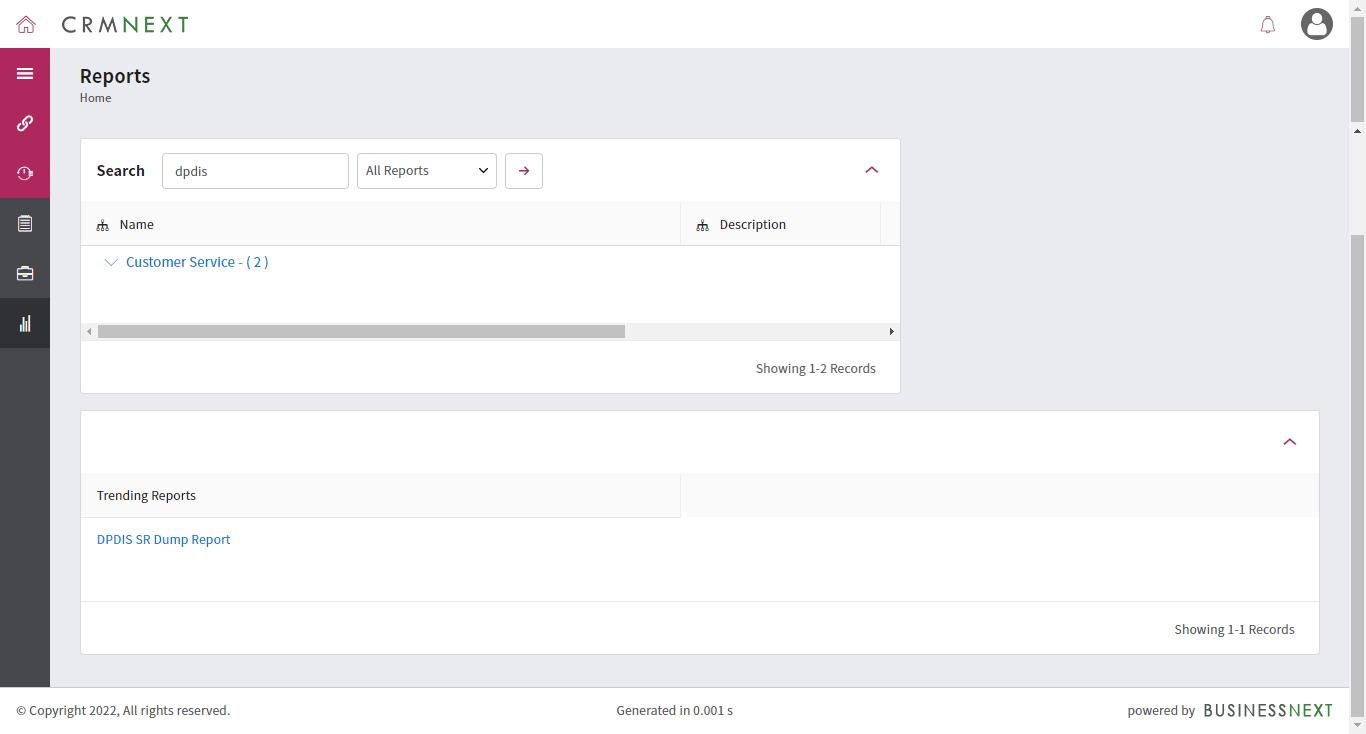 CRMNEXT
Reports
Home
Search dpdis All Reports
Name Description
Customer Service - ( 2 )
Showing 1-2 Records
Trending Reports
DPDIS SR Dump Report
Showing 1-1 Records
© Copyright 2022, All rights reserved. Generated in 0.001 s powered by BUSINESSNEXT